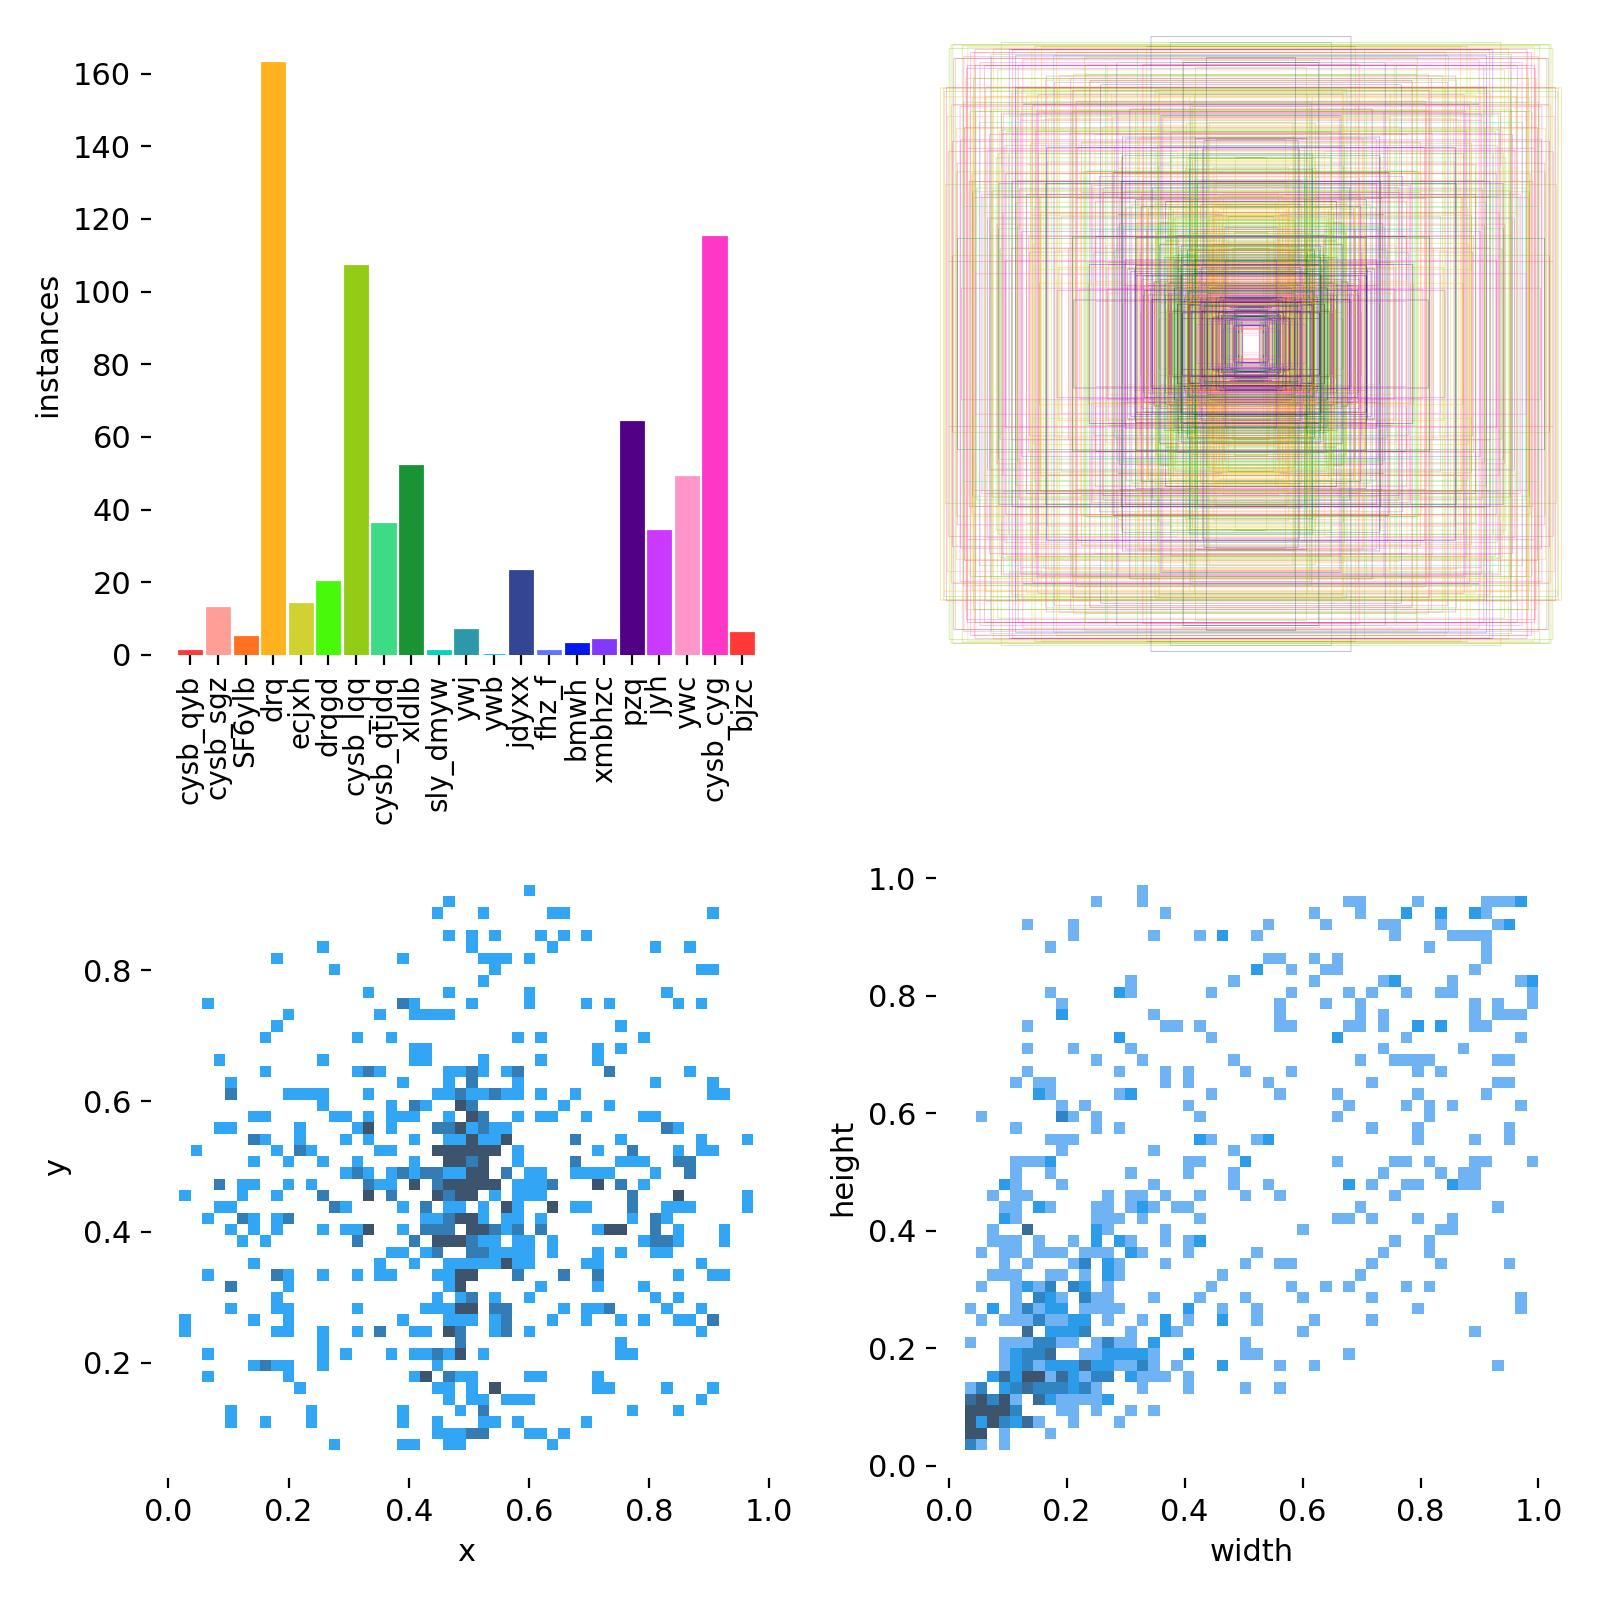 160
140
120
100
80
60
40
20
0
instances
cysb_qyb
cysb_sgz
SF6ylb
drq
ecjxh
drqgd
cysb_lqq
cysb_qtjdq
xldlb
sly_dmyw
ywj
ywb
jdyxx
fhz_f
bmwh
xmbhzc
pzq
jyh
ywc
cysb_cyg
bjzc
0.8
0.6
0.4
0.2
y
0.0 0.2 0.4 0.6 0.8 1.0
x
1.0
0.8
0.6
0.4
0.2
0.0
height
0.0 0.2 0.4 0.6 0.8 1.0
width